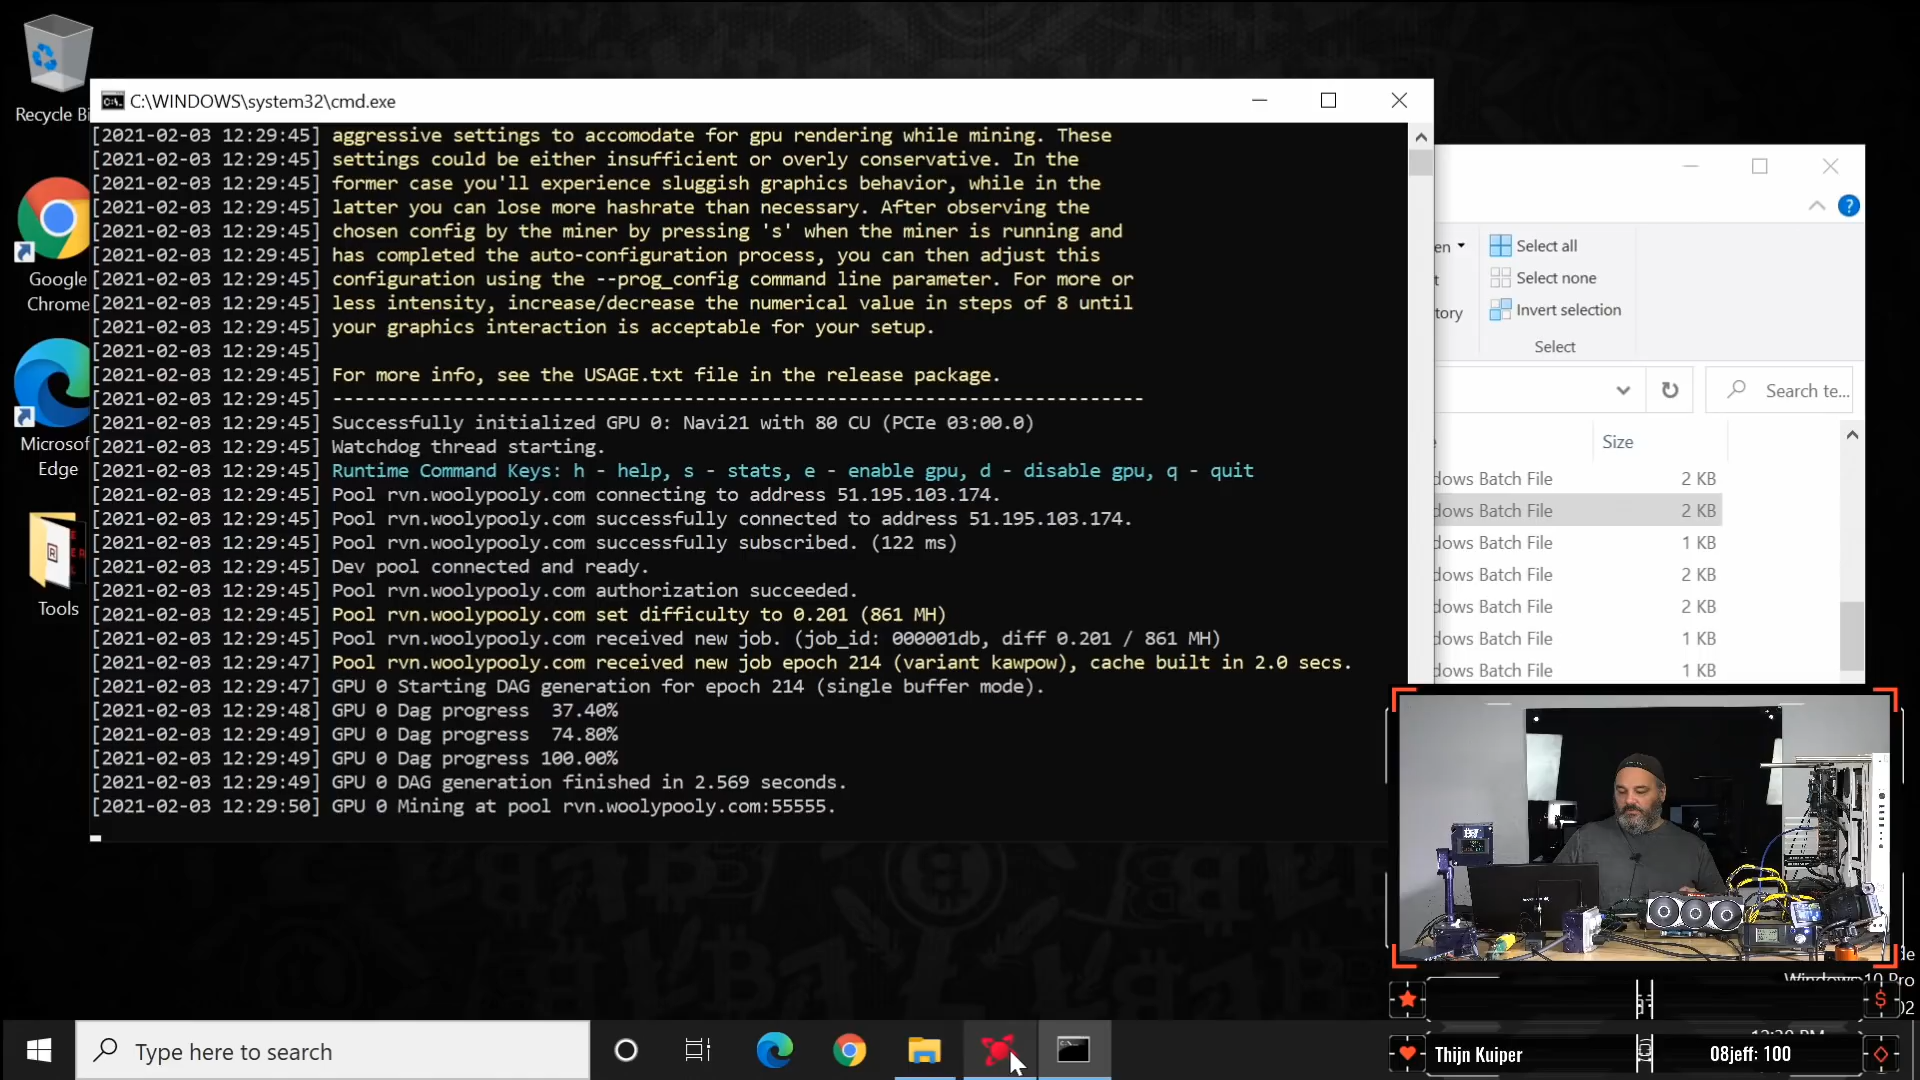 Recycle Bi
Google
Chrome
Microsof
Edge
Tools
C:\WINDOWS\system32\cmd.exe
[2021-02-03 12:29:45] aggressive settings to accomodate for gpu rendering while mining. These
[2021-02-03 12:29:45] settings could be either insufficient or overly conservative. In the
[2021-02-03 12:29:45] former case you'll experience sluggish graphics behavior, while in the
[2021-02-03 12:29:45] latter you can lose more hashrate than necessary. After observing the
[2021-02-03 12:29:45] chosen config by the miner by pressing 's' when the miner is running and
[2021-02-03 12:29:45] has completed the auto-configuration process, you can then adjust this
[2021-02-03 12:29:45] configuration using the --prog_config command line parameter. For more or
[2021-02-03 12:29:45] less intensity, increase/decrease the numerical value in steps of 8 until
[2021-02-03 12:29:45] your graphics interaction is acceptable for your setup.
[2021-02-03 12:29:45]
[2021-02-03 12:29:45] For more info, see the USAGE.txt file in the release package.
[2021-02-03 12:29:45] --------------------------------------------------------------------------
[2021-02-03 12:29:45] Successfully initialized GPU 0: Navi21 with 80 CU (PCIe 03:00.0)
[2021-02-03 12:29:45] Watchdog thread starting.
[2021-02-03 12:29:45] Runtime Command Keys: h - help, s - stats, e - enable gpu, d - disable gpu, q - quit
[2021-02-03 12:29:45] Pool rvn.woolypooly.com connecting to address 51.195.103.174.
[2021-02-03 12:29:45] Pool rvn.woolypooly.com successfully connected to address 51.195.103.174.
[2021-02-03 12:29:45] Pool rvn.woolypooly.com successfully subscribed. (122 ms)
[2021-02-03 12:29:45] Dev pool connected and ready.
[2021-02-03 12:29:45] Pool rvn.woolypooly.com authorization succeeded.
[2021-02-03 12:29:45] Pool rvn.woolypooly.com set difficulty to 0.201 (861 MH)
[2021-02-03 12:29:45] Pool rvn.woolypooly.com received new job. (job_id: 000001db, diff 0.201 / 861 MH)
[2021-02-03 12:29:47] Pool rvn.woolypooly.com received new job epoch 214 (variant kawpow), cache built in 2.0 secs.
[2021-02-03 12:29:47] GPU 0 Starting DAG generation for epoch 214 (single buffer mode).
[2021-02-03 12:29:48] GPU 0 Dag progress  37.40%
[2021-02-03 12:29:49] GPU 0 Dag progress  74.80%
[2021-02-03 12:29:49] GPU 0 Dag progress 100.00%
[2021-02-03 12:29:49] GPU 0 DAG generation finished in 2.569 seconds.
[2021-02-03 12:29:50] GPU 0 Mining at pool rvn.woolypooly.com:55555.
en
Select all
t
Select none
tory
Invert selection
Select
Search te...
Size
dows Batch File 2 KB
dows Batch File 2 KB
dows Batch File 1 KB
dows Batch File 2 KB
dows Batch File 2 KB
dows Batch File 1 KB
dows Batch File 1 KB
de
Windows 10 Pro
02
Thijn Kuiper
08jeff: 100
Type here to search